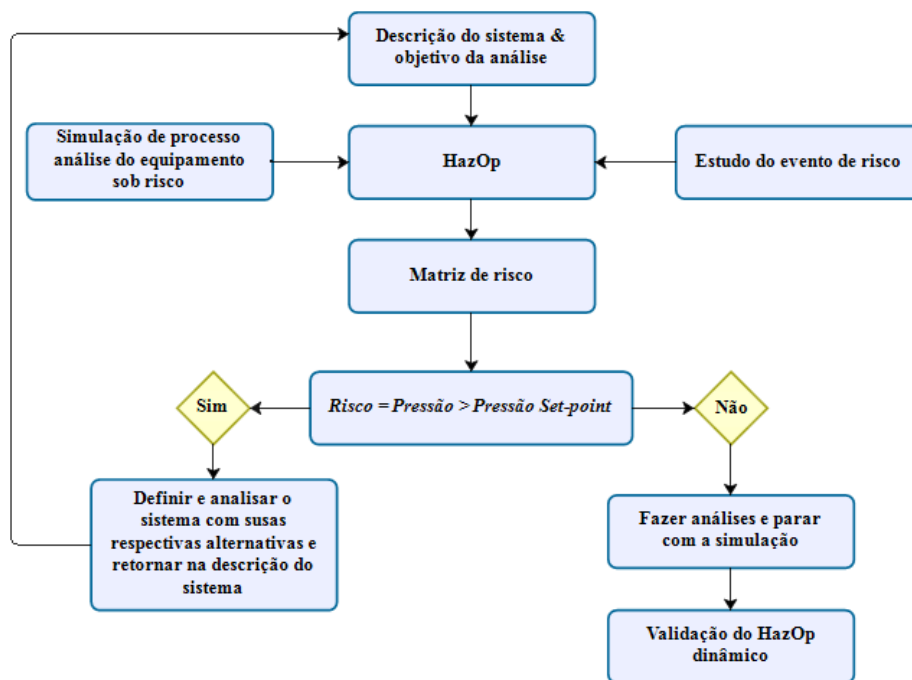 Descrição do sistema &
objetivo da análise
Simulação de processo
análise do equipamento
sob risco
HazOp
Estudo do evento de risco
Matriz de risco
Risco = Pressão > Pressão Set-point
Sim
Não
Definir e analisar o
sistema com susas
respectivas alternativas e
retornar na descrição do
sistema
Fazer análises e parar
com a simulação
Validação do HazOp
dinâmico